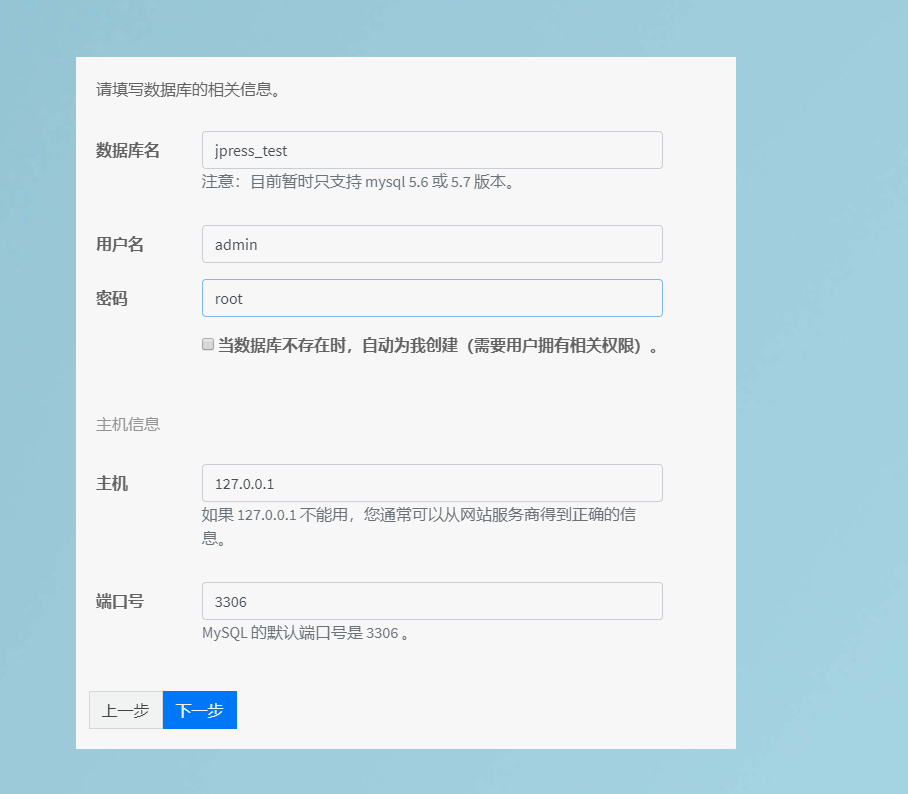 请填写数据库的相关信息。
数据库名
jpress_test
注意：目前暂时只支持 mysql 5.6 或 5.7 版本。
用户名
admin
密码
root
当数据库不存在时，自动为我创建（需要用户拥有相关权限）。
主机信息
主机
127.0.0.1
如果 127.0.0.1 不能用，您通常可以从网站服务商得到正确的信
息。
端口号
3306
MySQL 的默认端口号是 3306 。
上一步 下一步